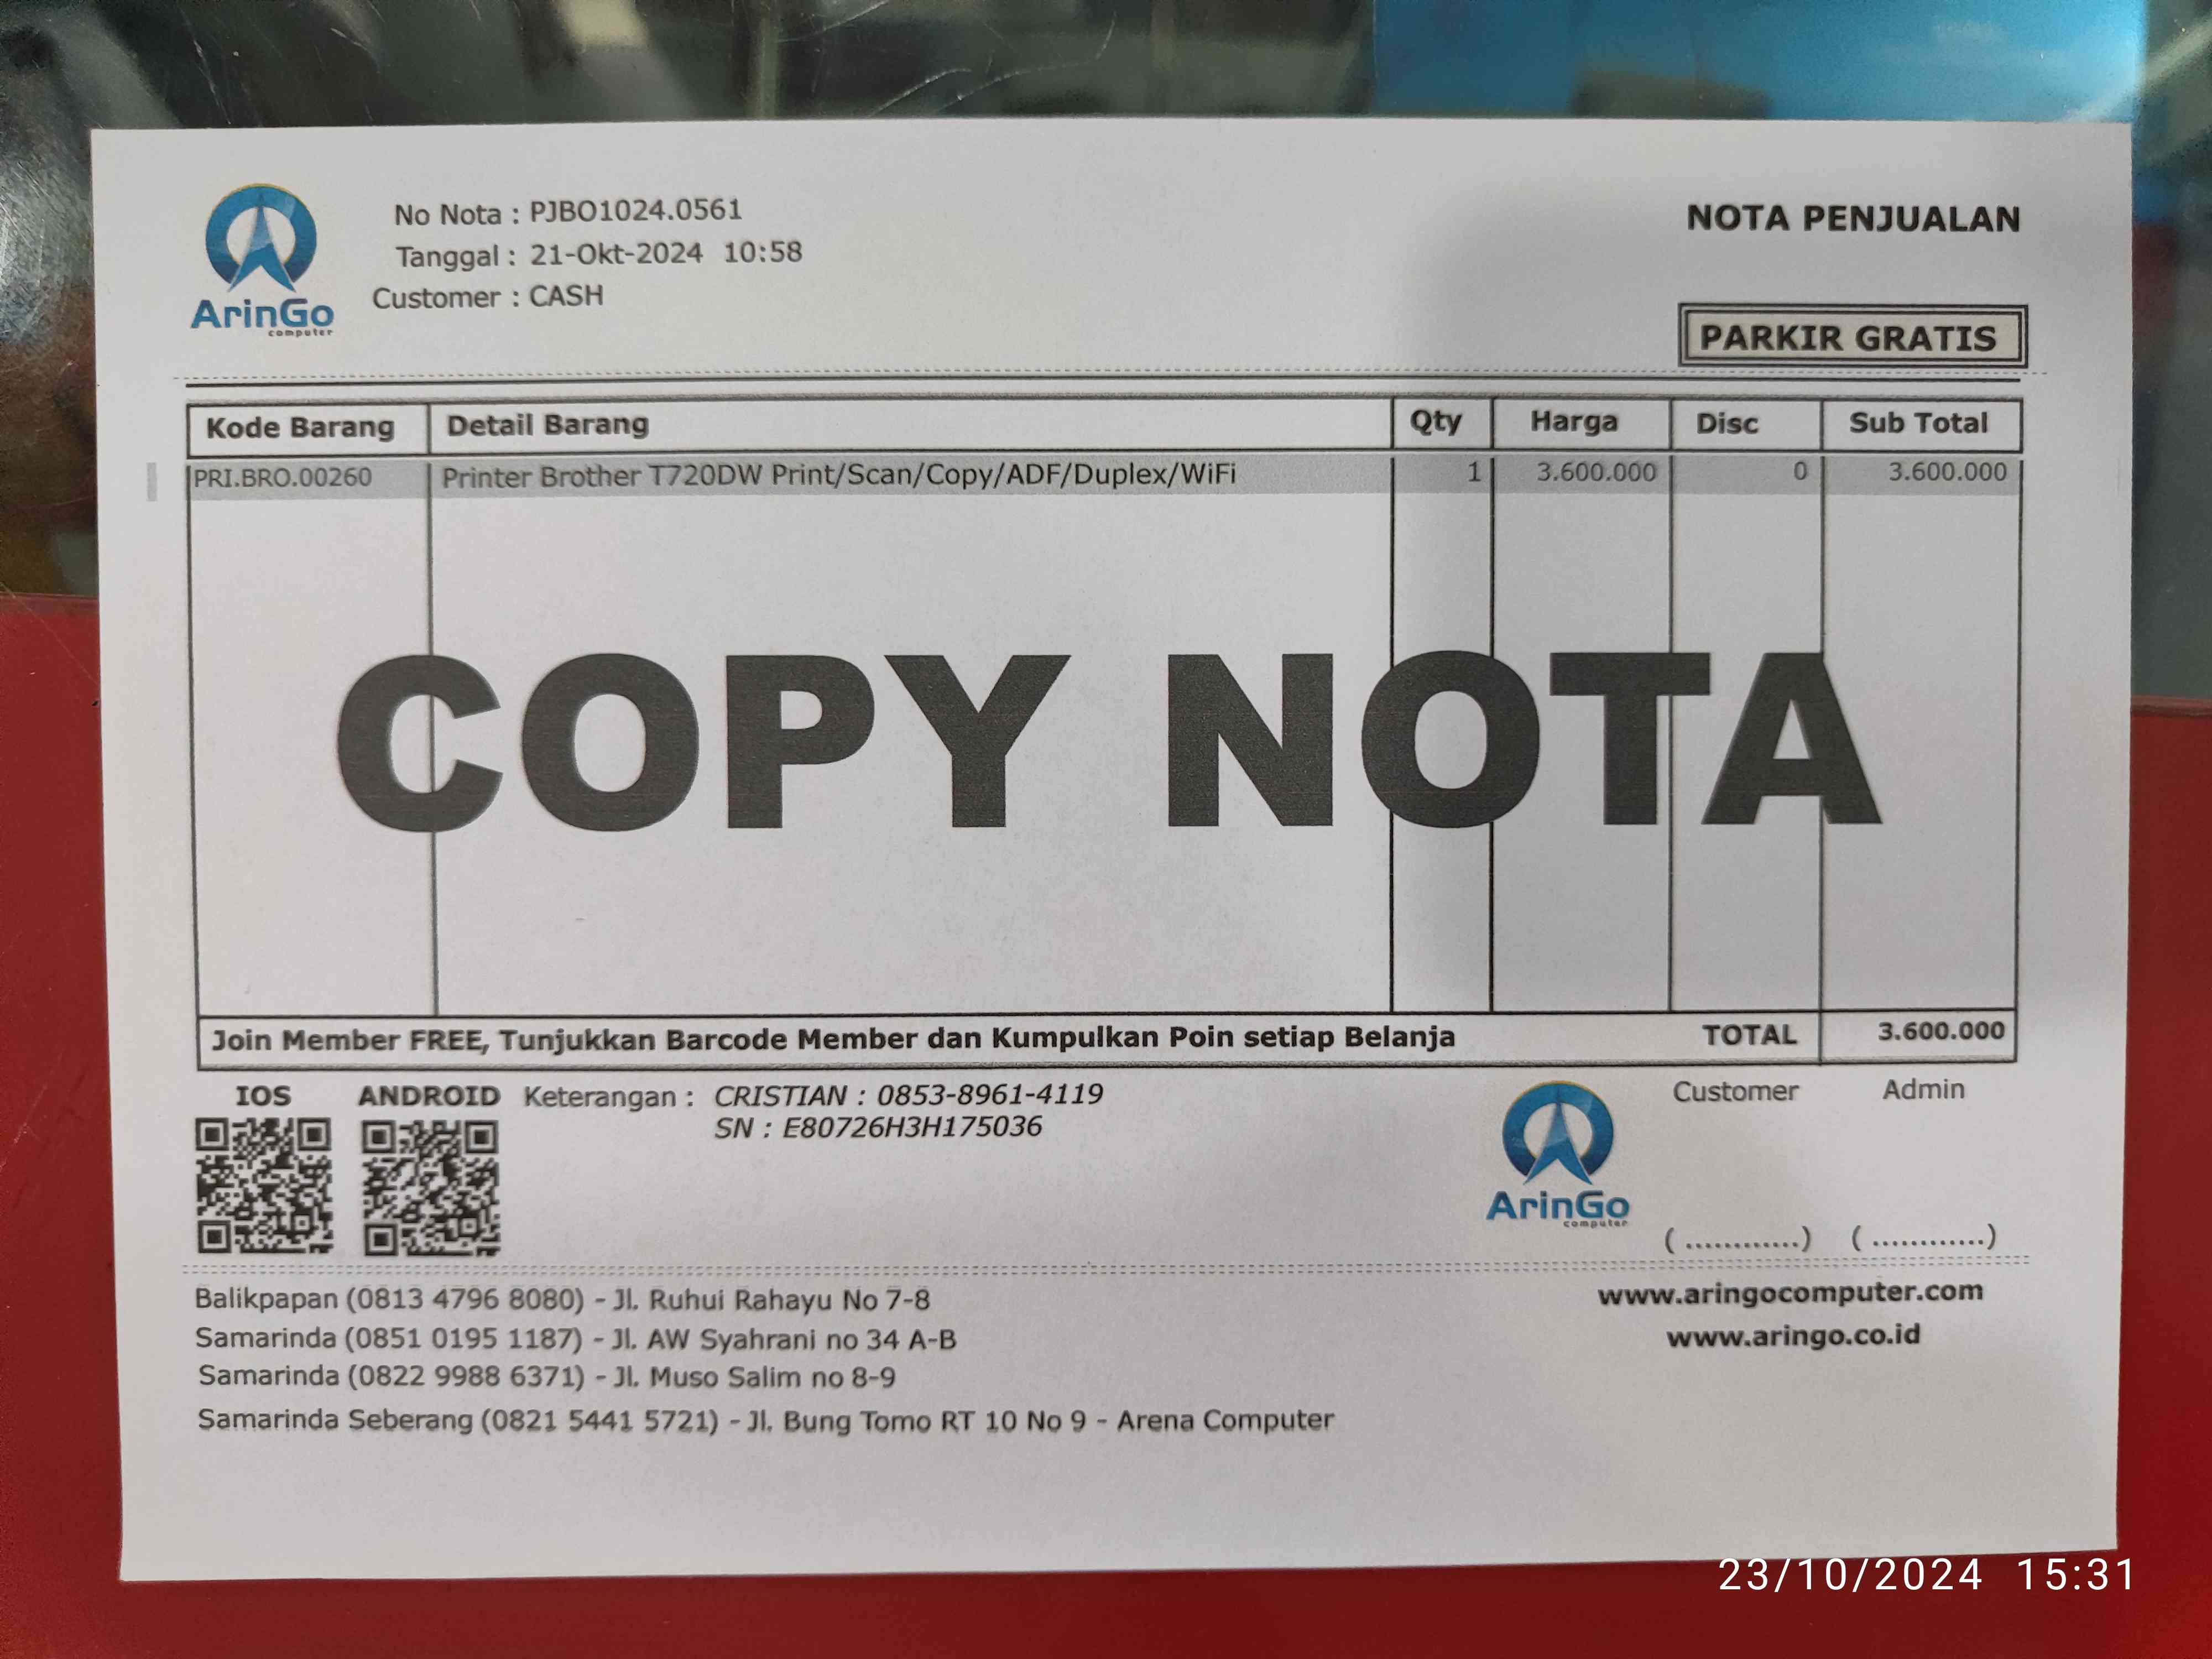 ArinGo
computer
No Nota : PJBO1024.0561
Tanggal : 21-Okt-2024 10:58
Customer : CASH
NOTA PENJUALAN
PARKIR GRATIS
Kode Barang Detail Barang Qty Harga Disc Sub Total
PRI.BRO.00260 Printer Brother T720DW Print/Scan/Copy/ADF/Duplex/WiFi 1 3.600.000 0 3.600.000
COPY NOTA
Join Member FREE, Tunjukkan Barcode Member dan Kumpulkan Poin setiap Belanja TOTAL 3.600.000
IOS ANDROID Keterangan : CRISTIAN : 0853-8961-4119
SN : E80726H3H175036
ArinGo
computer
Customer Admin
(............) (............)
Balikpapan (0813 4796 8080) - Jl. Ruhui Rahayu No 7-8
Samarinda (0851 0195 1187) - Jl. AW Syahrani no 34 A-B
Samarinda (0822 9988 6371) - Jl. Muso Salim no 8-9
Samarinda Seberang (0821 5441 5721) - Jl. Bung Tomo RT 10 No 9 - Arena Computer
www.aringocomputer.com
www.aringo.co.id
23/10/2024 15:31